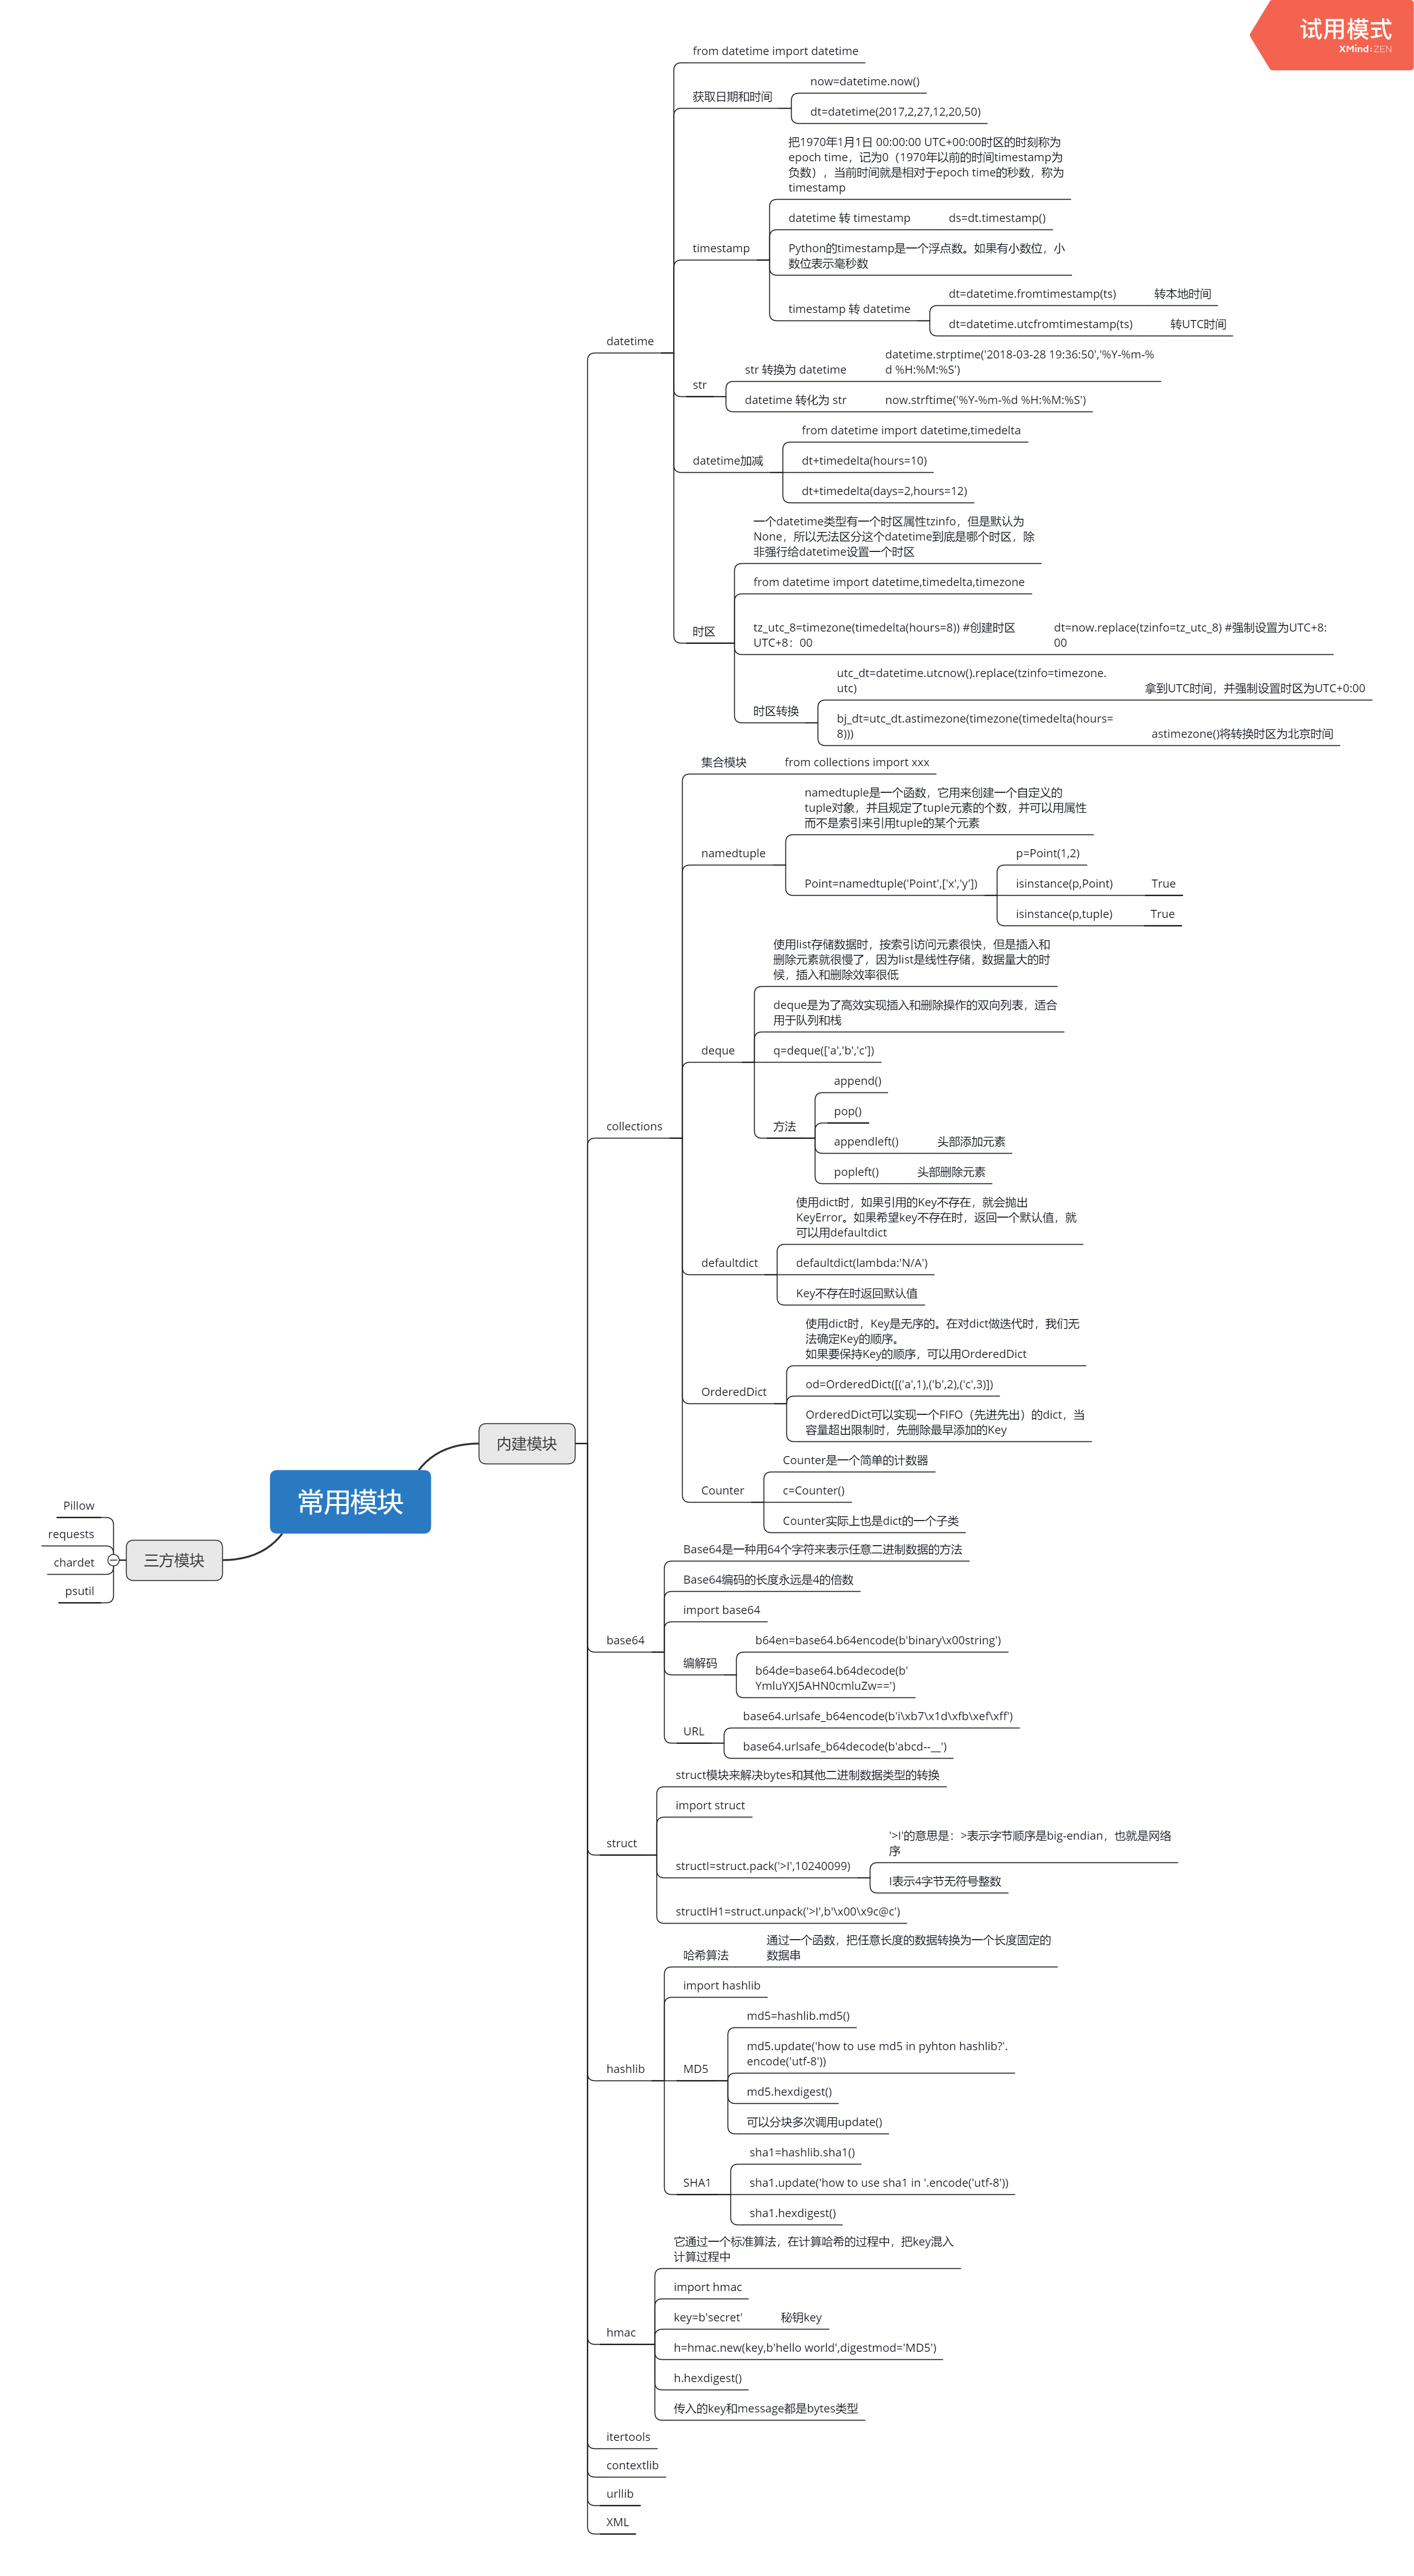 试用模式
XMind:ZEN
常用模块
内建模块
datetime
from datetime import datetime
获取日期和时间
now=datetime.now()
dt=datetime(2017,2,27,12,20,50)
timestamp
把1970年1月1日 00:00:00 UTC+00:00时区的时刻称为
epoch time，记为0（1970年以前的时间timestamp为
负数），当前时间就是相对于epoch time的秒数，称为
timestamp
datetime 转 timestamp
ds=dt.timestamp()
Python的timestamp是一个浮点数。如果有小数位，小
数位表示毫秒数
timestamp 转 datetime
dt=datetime.fromtimestamp(ts)
转本地时间
dt=datetime.utcfromtimestamp(ts)
转UTC时间
str
str 转换为 datetime
datetime.strptime('2018-03-28 19:36:50','%Y-%m-%
d %H:%M:%S')
datetime 转化为 str
now.strftime('%Y-%m-%d %H:%M:%S')
datetime加减
from datetime import datetime,timedelta
dt+timedelta(hours=10)
dt+timedelta(days=2,hours=12)
时区
一个datetime类型有一个时区属性tzinfo，但是默认为
None，所以无法区分这个datetime到底是哪个时区，除
非强行给datetime设置一个时区
from datetime import datetime,timedelta,timezone
tz_utc_8=timezone(timedelta(hours=8)) #创建时区
UTC+8：00
dt=now.replace(tzinfo=tz_utc_8) #强制设置为UTC+8:
00
时区转换
utc_dt=datetime.utcnow().replace(tzinfo=timezone.
utc)
拿到UTC时间，并强制设置时区为UTC+0:00
bj_dt=utc_dt.astimezone(timezone(timedelta(hours=
8)))
astimezone()将转换时区为北京时间
collections
集合模块
from collections import xxx
namedtuple
namedtuple是一个函数，它用来创建一个自定义的
tuple对象，并且规定了tuple元素的个数，并可以用属性
而不是索引来引用tuple的某个元素
Point=namedtuple('Point',['x','y'])
p=Point(1,2)
isinstance(p,Point)
True
isinstance(p,tuple)
True
deque
使用list存储数据时，按索引访问元素很快，但是插入和
删除元素就很慢了，因为list是线性存储，数据量大的时
候，插入和删除效率很低
deque是为了高效实现插入和删除操作的双向列表，适合
用于队列和栈
q=deque(['a','b','c'])
方法
append()
pop()
appendleft()
头部添加元素
popleft()
头部删除元素
defaultdict
使用dict时，如果引用的Key不存在，就会抛出
KeyError。如果希望key不存在时，返回一个默认值，就
可以用defaultdict
defaultdict(lambda:'N/A')
Key不存在时返回默认值
OrderedDict
使用dict时，Key是无序的。在对dict做迭代时，我们无
法确定Key的顺序。
如果要保持Key的顺序，可以用OrderedDict
od=OrderedDict([('a',1),('b',2),('c',3)])
OrderedDict可以实现一个FIFO（先进先出）的dict，当
容量超出限制时，先删除最早添加的Key
Counter
Counter是一个简单的计数器
c=Counter()
Counter实际上也是dict的一个子类
base64
Base64是一种用64个字符来表示任意二进制数据的方法
Base64编码的长度永远是4的倍数
import base64
编解码
b64en=base64.b64encode(b'binary\x00string')
b64de=base64.b64decode(b'
YmluYXJ5AHN0cmluZw==')
URL
base64.urlsafe_b64encode(b'i\xb7\x1d\xfb\xef\xff')
base64.urlsafe_b64decode(b'abcd--__')
struct
struct模块来解决bytes和其他二进制数据类型的转换
import struct
structI=struct.pack('>I',10240099)
'>I'的意思是：>表示字节顺序是big-endian，也就是网络
序
I表示4字节无符号整数
structIH1=struct.unpack('>I',b'\x00\x9c@c')
hashlib
哈希算法
通过一个函数，把任意长度的数据转换为一个长度固定的
数据串
import hashlib
MD5
md5=hashlib.md5()
md5.update('how to use md5 in pyhton hashlib?'.
encode('utf-8'))
md5.hexdigest()
可以分块多次调用update()
SHA1
sha1=hashlib.sha1()
sha1.update('how to use sha1 in '.encode('utf-8'))
sha1.hexdigest()
hmac
它通过一个标准算法，在计算哈希的过程中，把key混入
计算过程中
import hmac
key=b'secret'
秘钥key
h=hmac.new(key,b'hello world',digestmod='MD5')
h.hexdigest()
传入的key和message都是bytes类型
itertools
contextlib
urllib
XML
三方模块
Pillow
requests
chardet
psutil